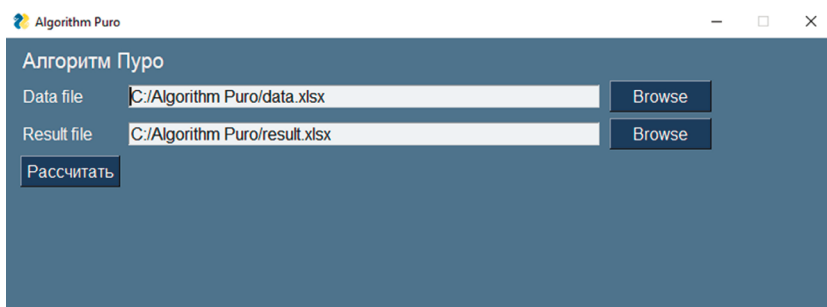 Algorithm Puro
Алгоритм Пуро
Data file C:/Algorithm Puro/data.xlsx Browse
Result file C:/Algorithm Puro/result.xlsx Browse
Рассчитать